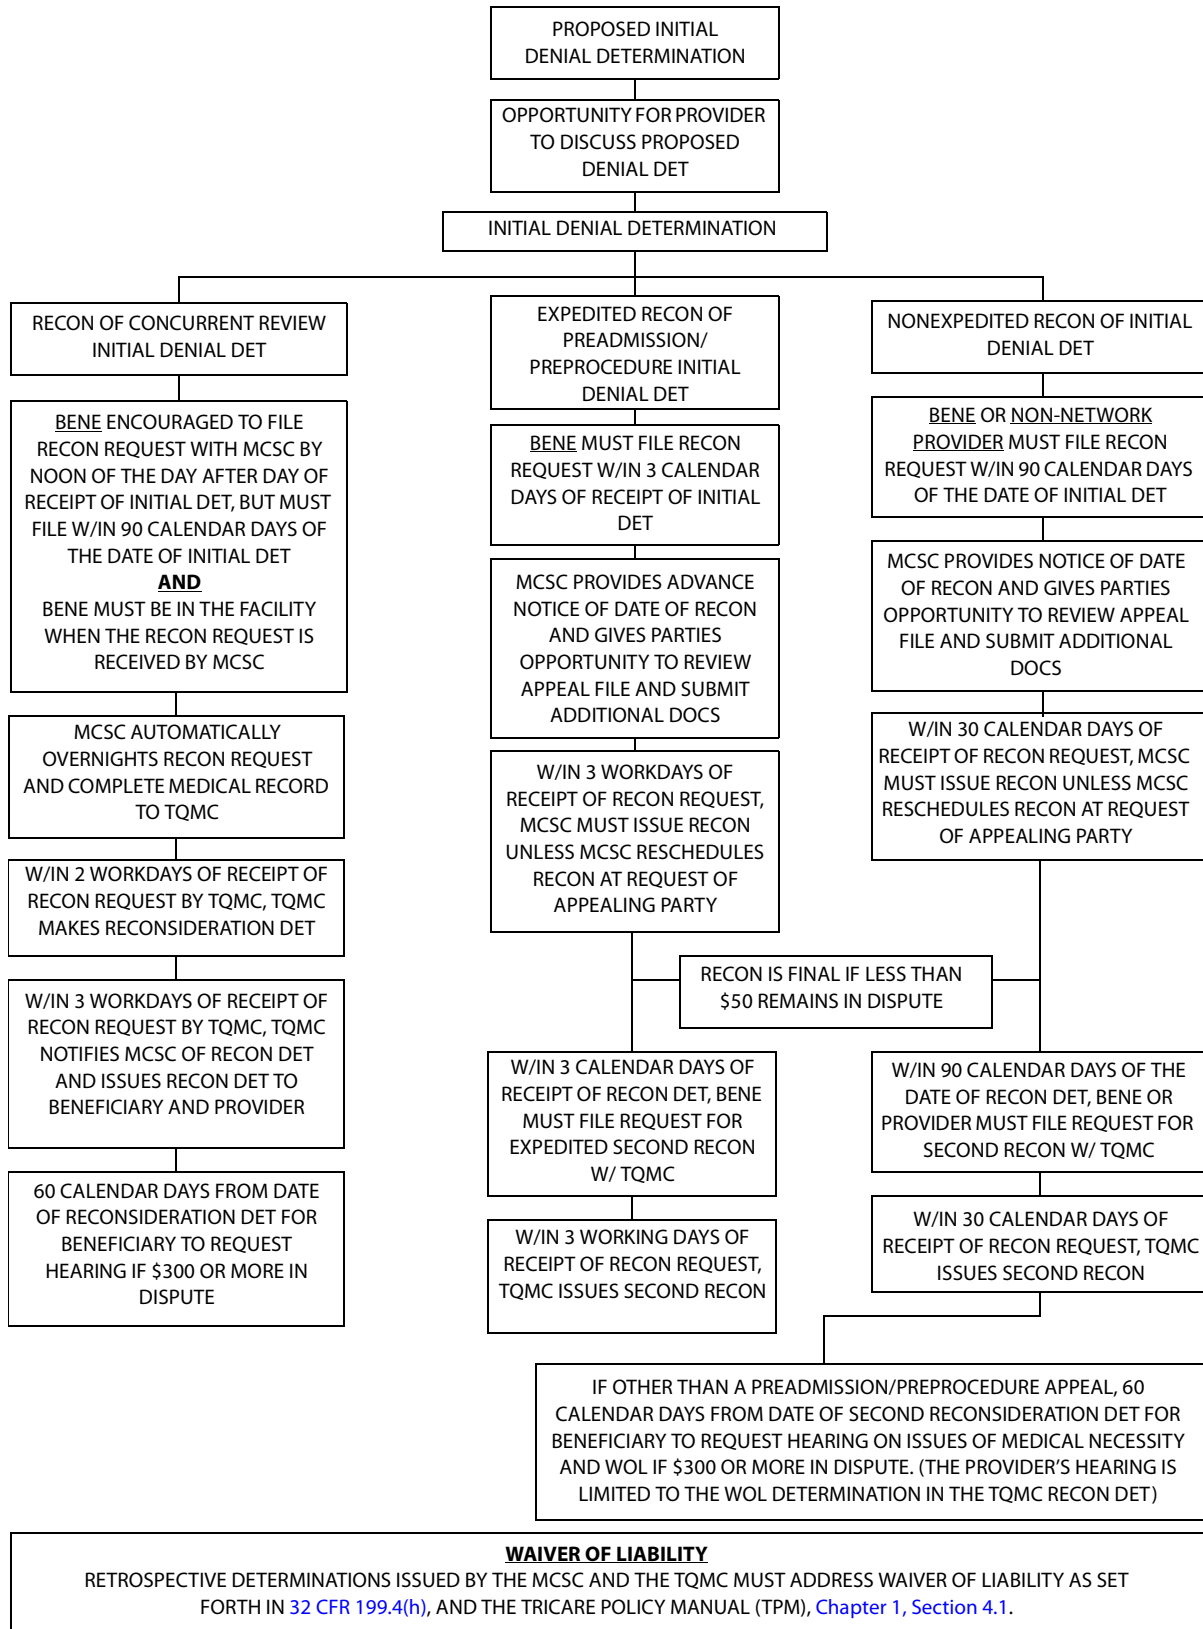 PROPOSED INITIAL
DENIAL DETERMINATION
OPPORTUNITY FOR PROVIDER
TO DISCUSS PROPOSED
DENIAL DET
INITIAL DENIAL DETERMINATION
RECON OF CONCURRENT REVIEW
INITIAL DENIAL DET
BENE ENCOURAGED TO FILE
RECON REQUEST WITH MCSC BY
NOON OF THE DAY AFTER DAY OF
RECEIPT OF INITIAL DET, BUT MUST
FILE W/IN 90 CALENDAR DAYS OF
THE DATE OF INITIAL DET
AND
BENE MUST BE IN THE FACILITY
WHEN THE RECON REQUEST IS
RECEIVED BY MCSC
MCSC AUTOMATICALLY
OVERNIGHTS RECON REQUEST
AND COMPLETE MEDICAL RECORD
TO TQMC
W/IN 2 WORKDAYS OF RECEIPT OF
RECON REQUEST BY TQMC, TQMC
MAKES RECONSIDERATION DET
W/IN 3 WORKDAYS OF RECEIPT OF
RECON REQUEST BY TQMC, TQMC
NOTIFIES MCSC OF RECON DET
AND ISSUES RECON DET TO
BENEFICIARY AND PROVIDER
60 CALENDAR DAYS FROM DATE
OF RECONSIDERATION DET FOR
BENEFICIARY TO REQUEST
HEARING IF $300 OR MORE IN
DISPUTE
EXPEDITED RECON OF
PREADMISSION/
PREPROCEDURE INITIAL
DENIAL DET
BENE MUST FILE RECON
REQUEST W/IN 3 CALENDAR
DAYS OF RECEIPT OF INITIAL
DET
MCSC PROVIDES ADVANCE
NOTICE OF DATE OF RECON
AND GIVES PARTIES
OPPORTUNITY TO REVIEW
APPEAL FILE AND SUBMIT
ADDITIONAL DOCS
W/IN 3 WORKDAYS OF
RECEIPT OF RECON REQUEST,
MCSC MUST ISSUE RECON
UNLESS MCSC RESCHEDULES
RECON AT REQUEST OF
APPEALING PARTY
NONEXPEDITED RECON OF INITIAL
DENIAL DET
BENE OR NON-NETWORK
PROVIDER MUST FILE RECON
REQUEST W/IN 90 CALENDAR DAYS
OF THE DATE OF INITIAL DET
MCSC PROVIDES NOTICE OF DATE
OF RECON AND GIVES PARTIES
OPPORTUNITY TO REVIEW APPEAL
FILE AND SUBMIT ADDITIONAL
DOCS
W/IN 30 CALENDAR DAYS OF
RECEIPT OF RECON REQUEST, MCSC
MUST ISSUE RECON UNLESS MCSC
RESCHEDULES RECON AT REQUEST
OF APPEALING PARTY
RECON IS FINAL IF LESS THAN
$50 REMAINS IN DISPUTE
W/IN 3 CALENDAR DAYS OF
RECEIPT OF RECON DET, BENE
MUST FILE REQUEST FOR
EXPEDITED SECOND RECON
W/ TQMC
W/IN 3 WORKING DAYS OF
RECEIPT OF RECON REQUEST,
TQMC ISSUES SECOND RECON
W/IN 90 CALENDAR DAYS OF THE
DATE OF RECON DET, BENE OR
PROVIDER MUST FILE REQUEST FOR
SECOND RECON W/ TQMC
W/IN 30 CALENDAR DAYS OF
RECEIPT OF RECON REQUEST, TQMC
ISSUES SECOND RECON
IF OTHER THAN A PREADMISSION/PREPROCEDURE APPEAL, 60
CALENDAR DAYS FROM DATE OF SECOND RECONSIDERATION DET FOR
BENEFICIARY TO REQUEST HEARING ON ISSUES OF MEDICAL NECESSITY
AND WOL IF $300 OR MORE IN DISPUTE. (THE PROVIDER'S HEARING IS
LIMITED TO THE WOL DETERMINATION IN THE TQMC RECON DET)
WAIVER OF LIABILITY
RETROSPECTIVE DETERMINATIONS ISSUED BY THE MCSC AND THE TQMC MUST ADDRESS WAIVER OF LIABILITY AS SET
FORTH IN 32 CFR 199.4(h), AND THE TRICARE POLICY MANUAL (TPM), Chapter 1, Section 4.1.